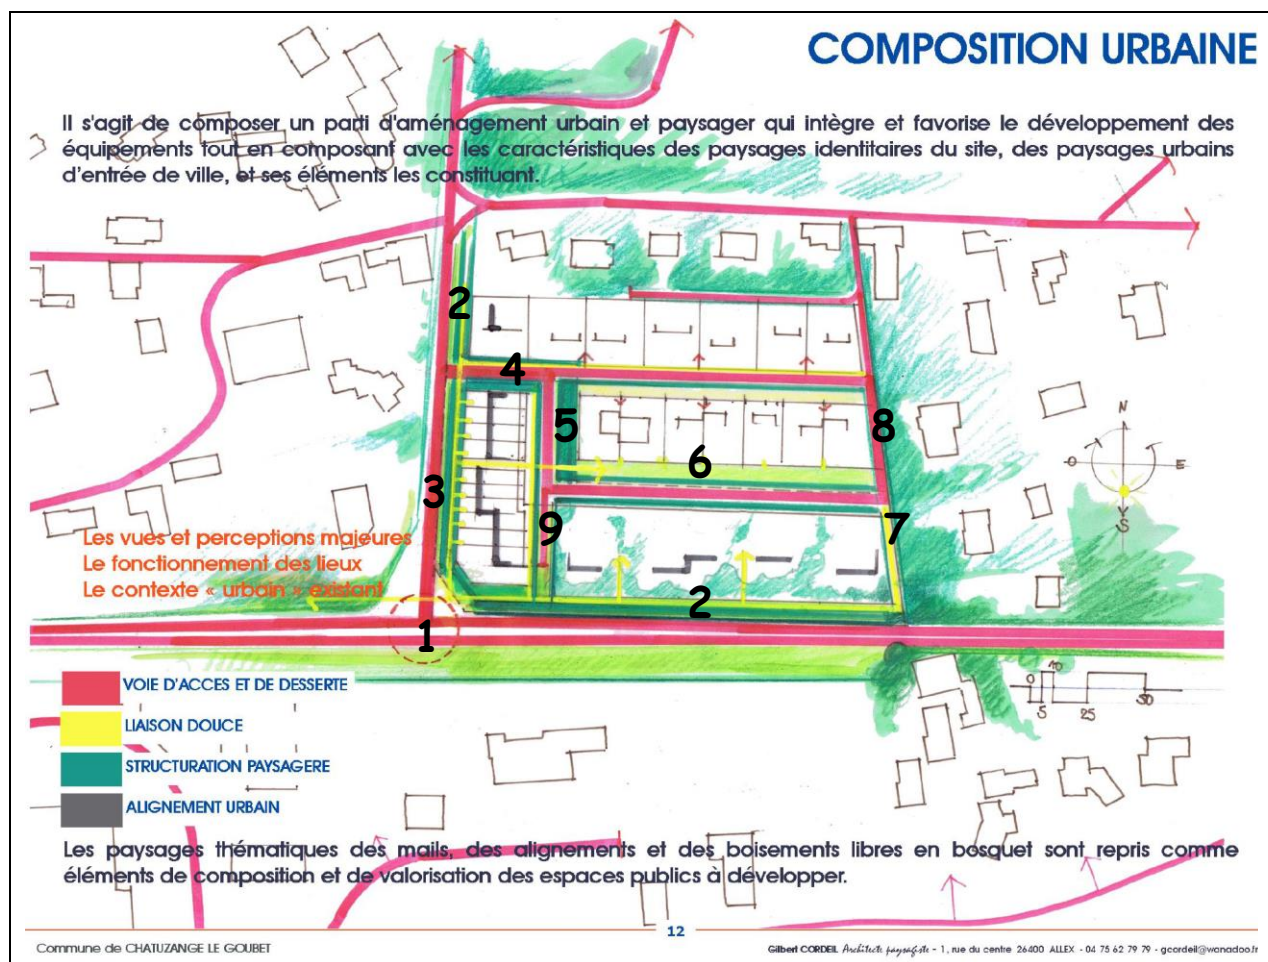 COMPOSITION URBAINE
Il s'agit de composer un parti d'aménagement urbain et paysager qui intègre et favorise le développement des
équipements tout en composant avec les caractéristiques des paysages identitaires du site, des paysages urbains
d'entrée de ville, et ses éléments les constituant.
2
4
5
8
6
3
9
7
2
1
N
O
E
S
Les vues et perceptions majeures
Le fonctionnement des lieux
Le contexte « urbain » existant
VOIE D'ACCES ET DE DESSERTE
LIAISON DOUCE
STRUCTURATION PAYSAGERE
ALIGNEMENT URBAIN
0
10
5
25
50
Les paysages thématiques des mails, des alignements et des boisements libres en bosquet sont repris comme
éléments de composition et de valorisation des espaces publics à développer.
12
Commune de CHATUZANGE LE GOUBET
Gilbert CORDEIL Architecte paysagiste - 1, rue du centre 26400 ALLEX - 04 75 62 79 79 - gcordeil@wanadoo.fr